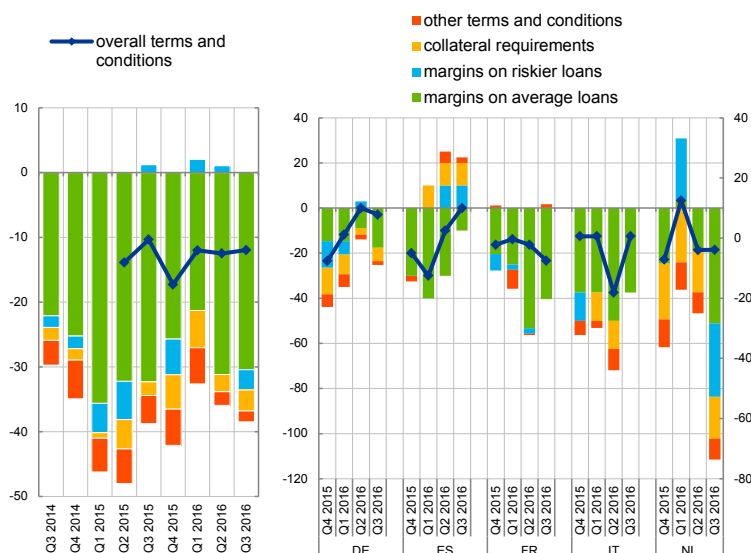 other terms and conditions
overall terms and
conditions
collateral requirements
margins on riskier loans
margins on average loans
10
0
-10
-20
-30
-40
-50
Q3 2014
Q4 2014
Q1 2015
Q2 2015
Q3 2015
Q4 2015
Q1 2016
Q2 2016
Q3 2016
40
20
0
-20
-40
-60
-80
-100
-120
40
20
0
-20
-40
-60
-80
Q4 2015
Q1 2016
Q2 2016
Q3 2016
Q4 2015
Q1 2016
Q2 2016
Q3 2016
Q4 2015
Q1 2016
Q2 2016
Q3 2016
Q4 2015
Q1 2016
Q2 2016
Q3 2016
Q4 2015
Q1 2016
Q2 2016
Q3 2016
DE ES FR IT NL